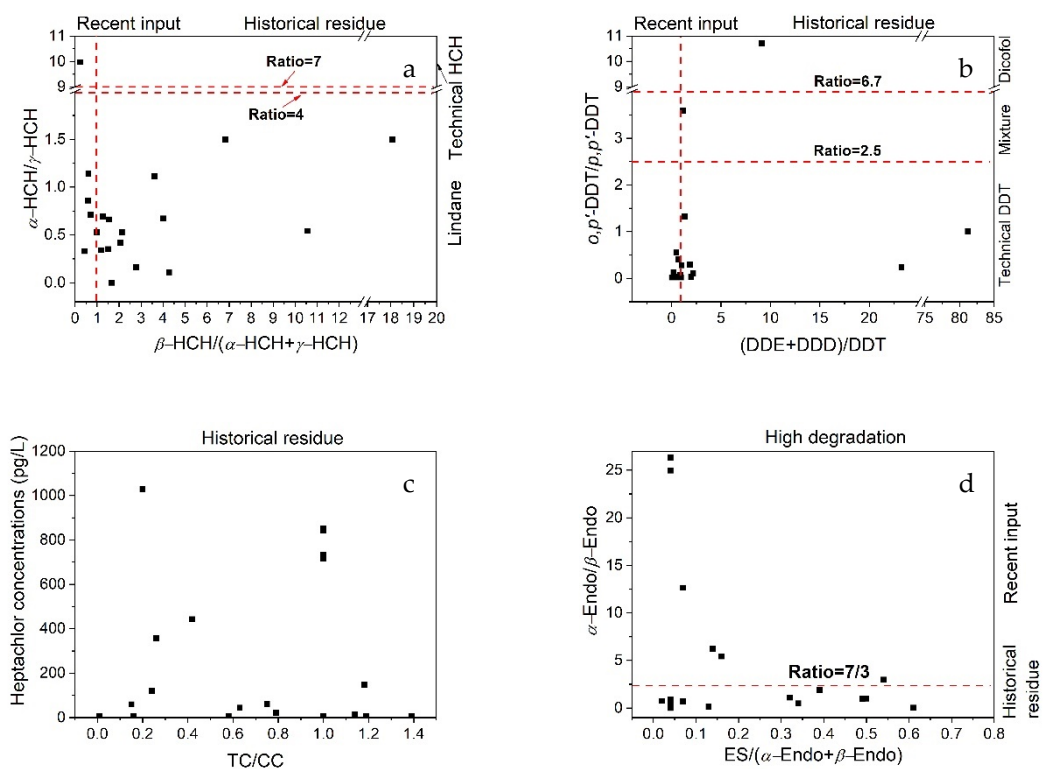 Recent input Historical residue
11
10
9
1.5
1.0
0.5
0.0
α–HCH/γ–HCH
a
Ratio=7
Ratio=4
Technical HCH
Lindane
0 1 2 3 4 5 6 7 8 9 10 11 12 17 18 19 20
β–HCH/(α–HCH+γ–HCH)
Recent input Historical residue
11
10
9
3
2
1
0
o,p′-DDT/p,p′-DDT
b
Ratio=6.7
Ratio=2.5
Dicofol
Mixture
Technical DDT
0 5 10 15 20 75 80 85
(DDE+DDD)/DDT
Historical residue
1200
1000
800
600
400
200
0
Heptachlor concentrations (pg/L)
c
0.0 0.2 0.4 0.6 0.8 1.0 1.2 1.4
TC/CC
High degradation
25
20
15
10
5
0
α–Endo/β–Endo
d
Ratio=7/3
Recent input
Historical
residue
0.0 0.1 0.2 0.3 0.4 0.5 0.6 0.7 0.8
ES/(α–Endo+β–Endo)